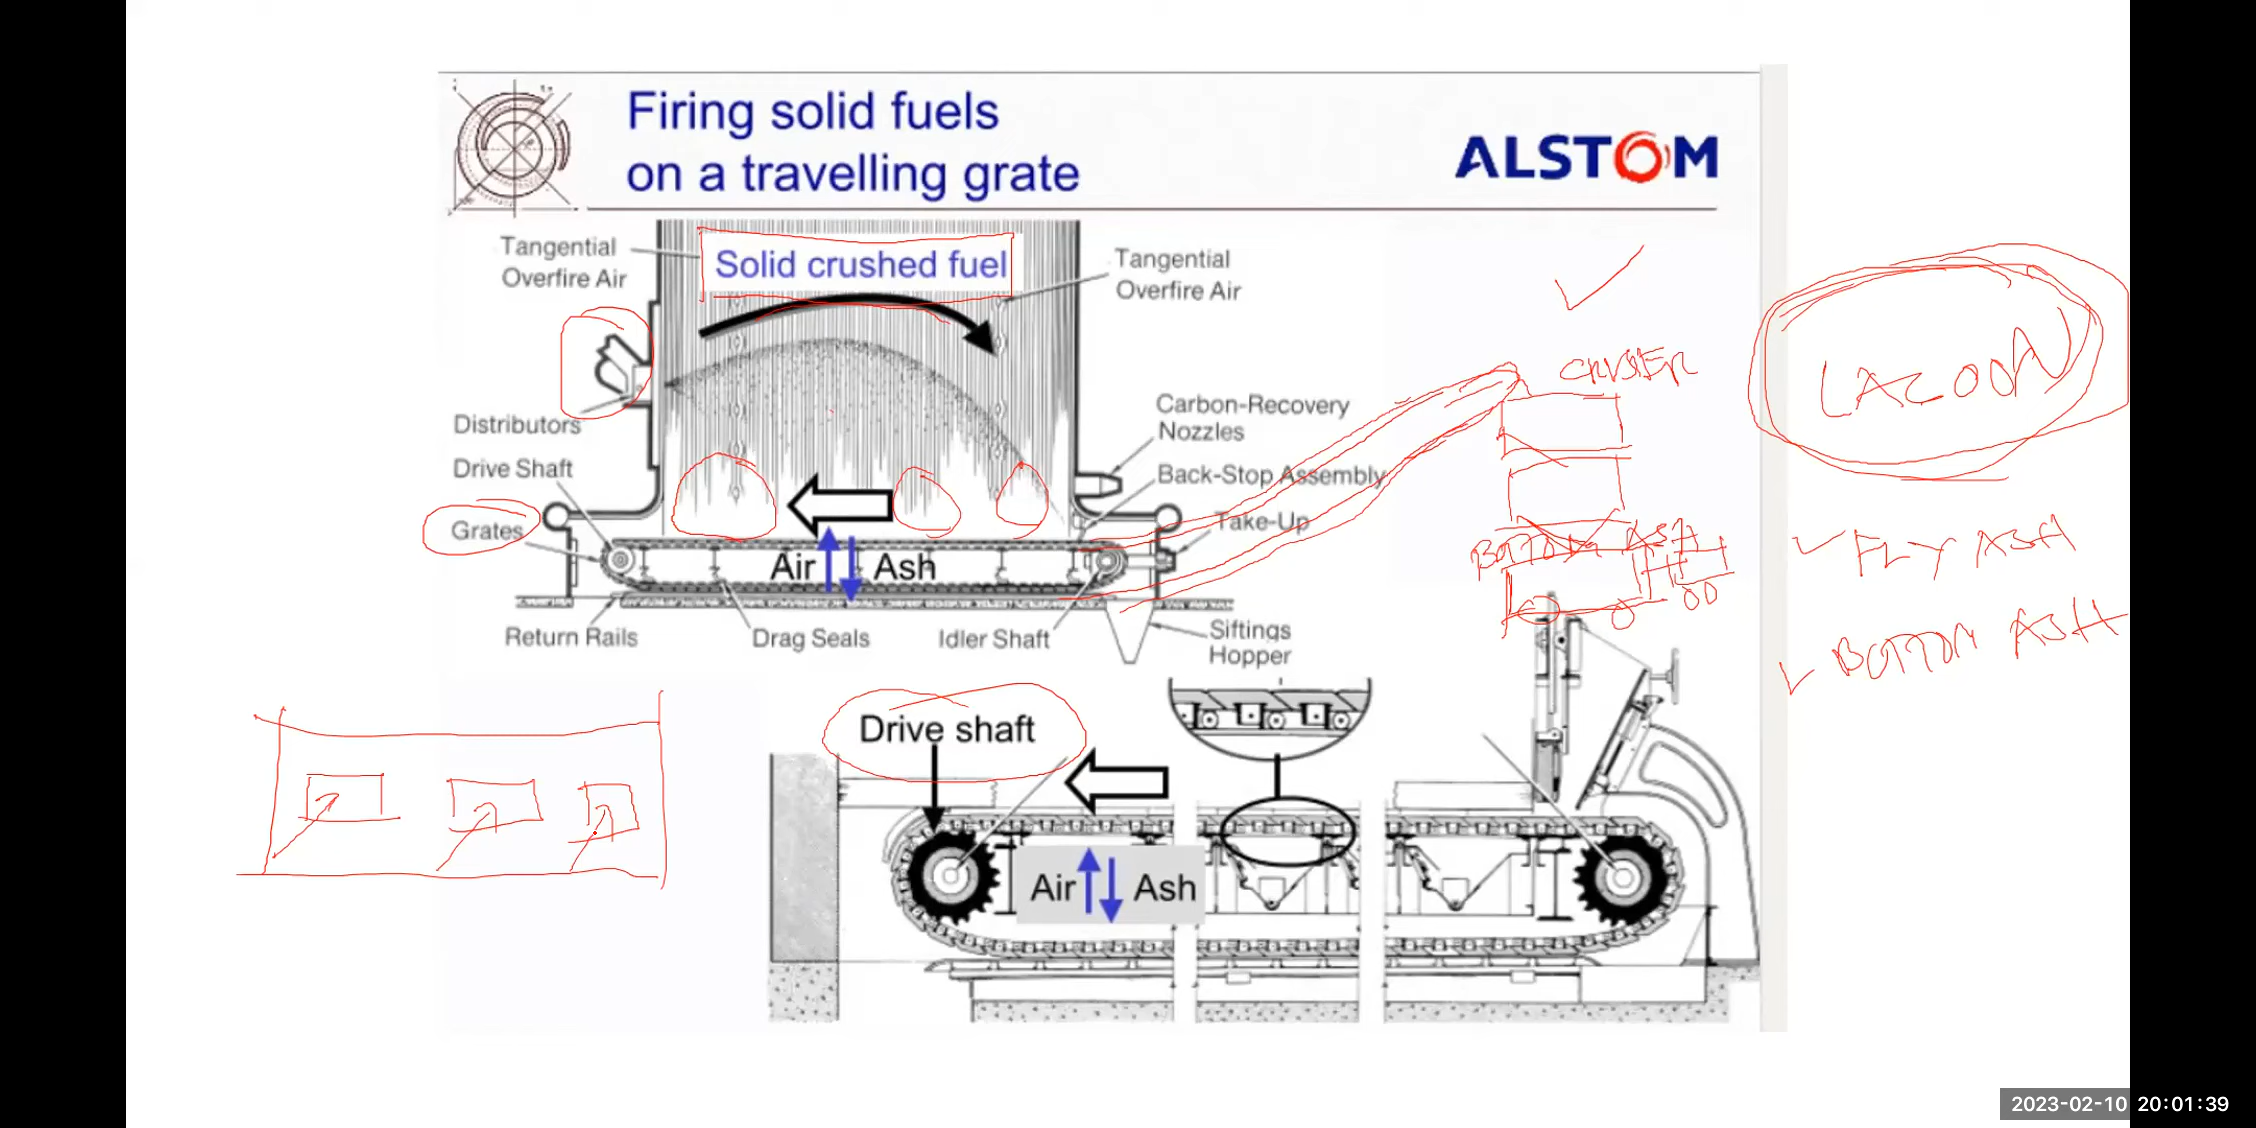 Firing solid fuels
on a travelling grate
ALSTOM
Tangential
Overfire Air
Solid crushed fuel
Tangential
Overfire Air
Distributors
Drive Shaft
Grates
Carbon-Recovery
Nozzles
Back-Stop Assembly
Take-Up
Air
Ash
Return Rails
Drag Seals
Idler Shaft
Siftings
Hopper
LAGOON
BOTTOM ASH
FLY ASH
BOTTOM ASH
Drive shaft
Air
Ash
2023-02-10 20:01:39